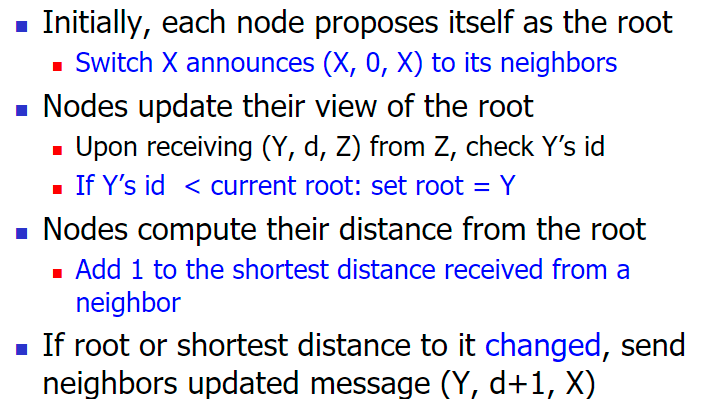 Initially, each node proposes itself as the root
Switch X announces (X, 0, X) to its neighbors
Nodes update their view of the root
Upon receiving (Y, d, Z) from Z, check Y's id
If Y's id < current root: set root = Y
Nodes compute their distance from the root
Add 1 to the shortest distance received from a
neighbor
If root or shortest distance to it changed, send
neighbors updated message (Y, d+1, X)